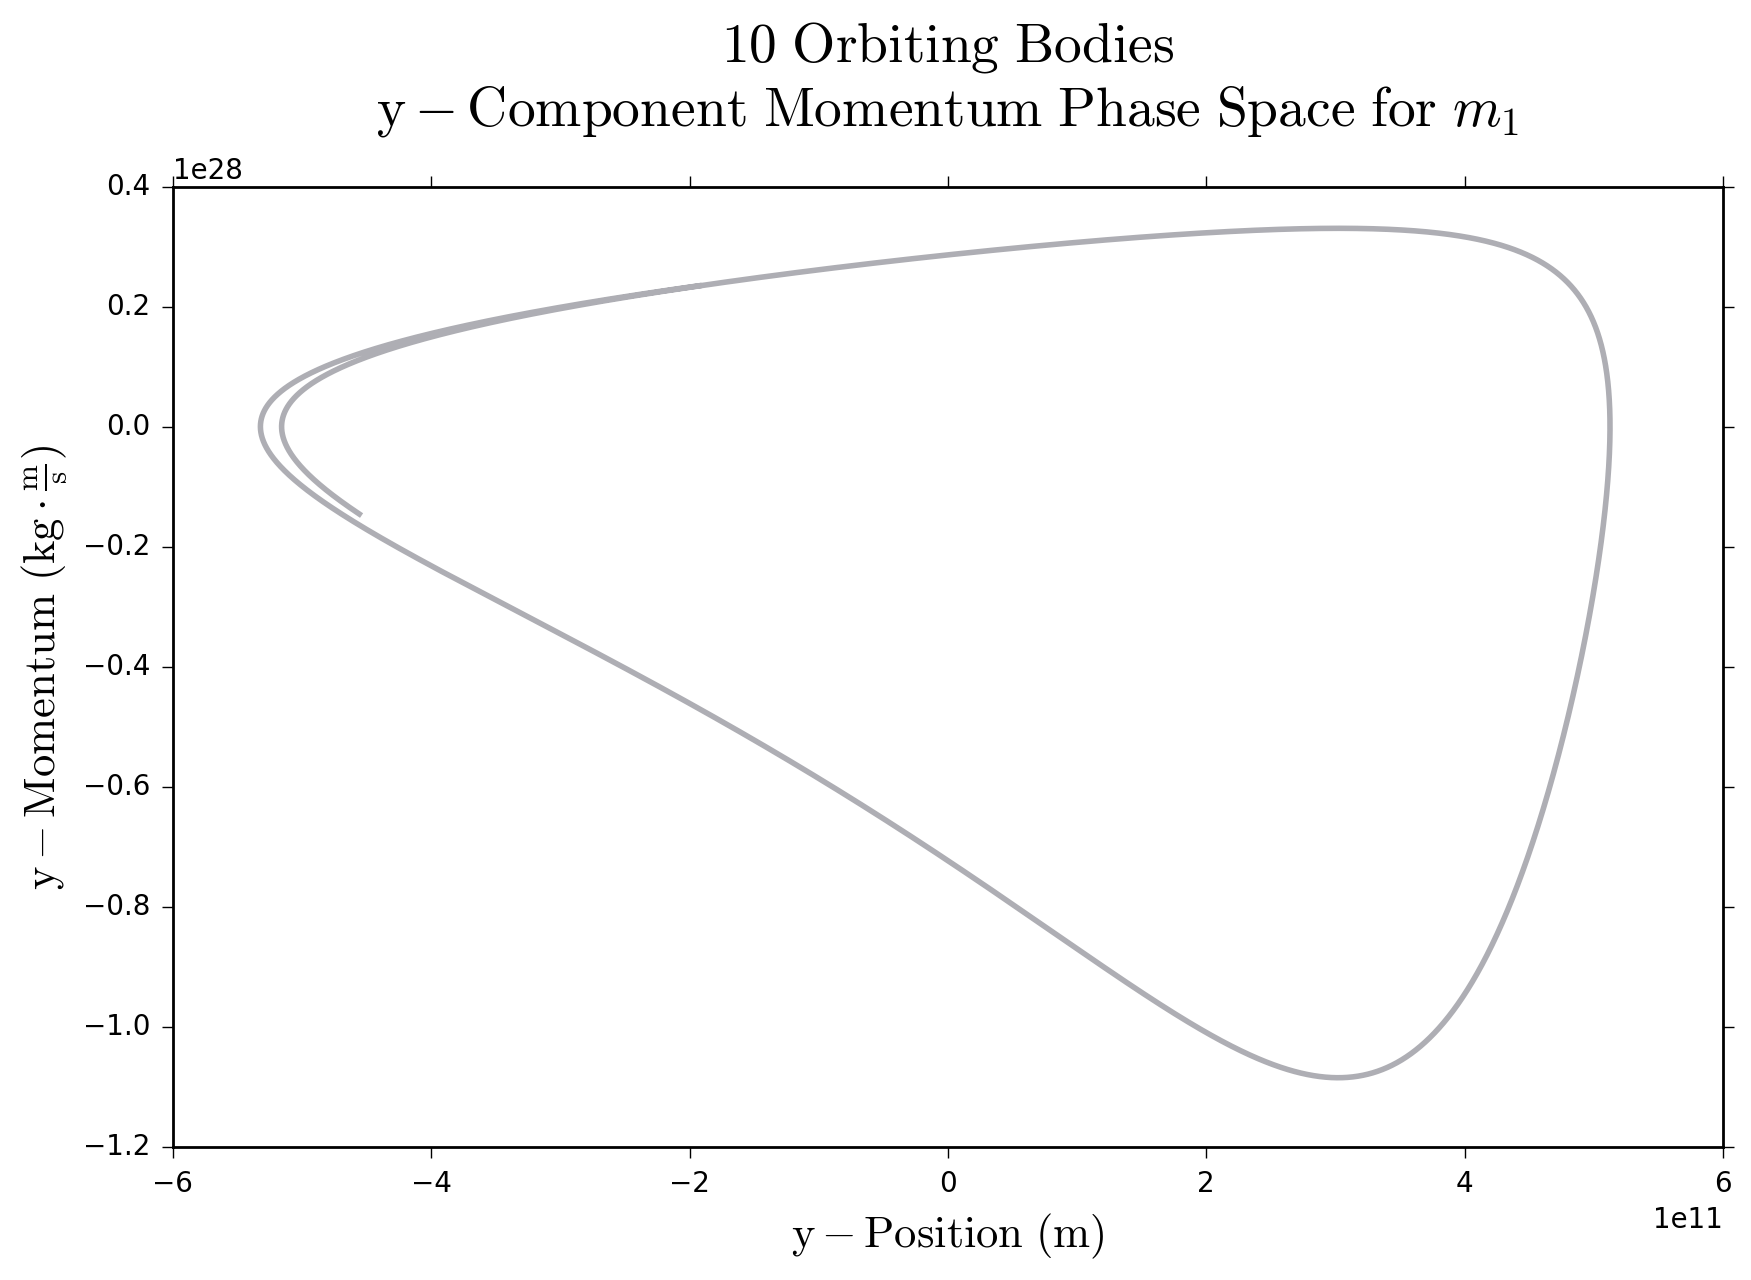 10 Orbiting Bodies
y − Component Momentum Phase Space for m₁
1e28
0.4
0.2
0.0
−0.2
−0.4
−0.6
−0.8
−1.0
−1.2
y − Momentum (kg · m/s)
−6 −4 −2 0 2 4 6
1e11
y − Position (m)